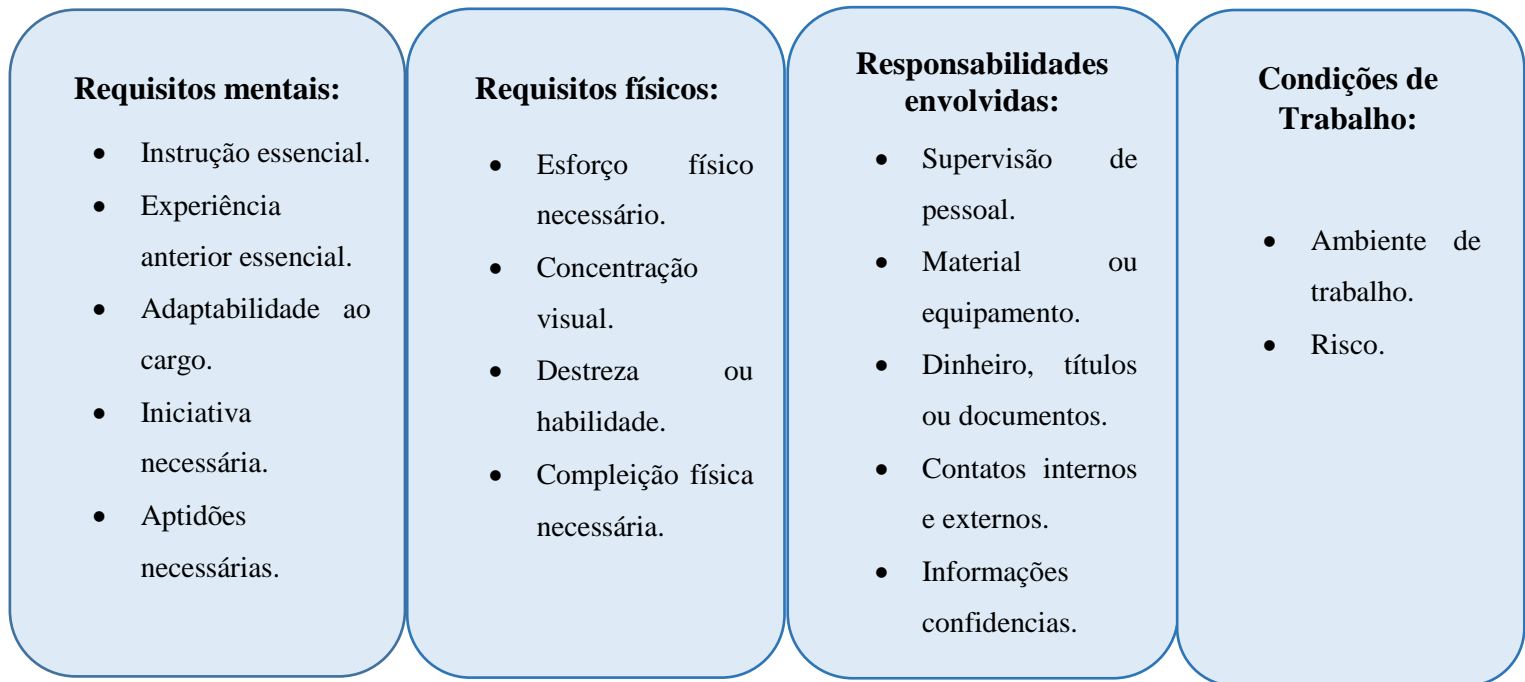 Requisitos mentais:
• Instrução essencial.
• Experiência
anterior essencial.
• Adaptabilidade ao
cargo.
• Iniciativa
necessária.
• Aptidões
necessárias.
Requisitos físicos:
• Esforço físico
necessário.
• Concentração
visual.
• Destreza ou
habilidade.
• Compleição física
necessária.
Responsabilidades
envolvidas:
• Supervisão de
pessoal.
• Material ou
equipamento.
• Dinheiro, títulos
ou documentos.
• Contatos internos
e externos.
• Informações
confidencias.
Condições de
Trabalho:
• Ambiente de
trabalho.
• Risco.